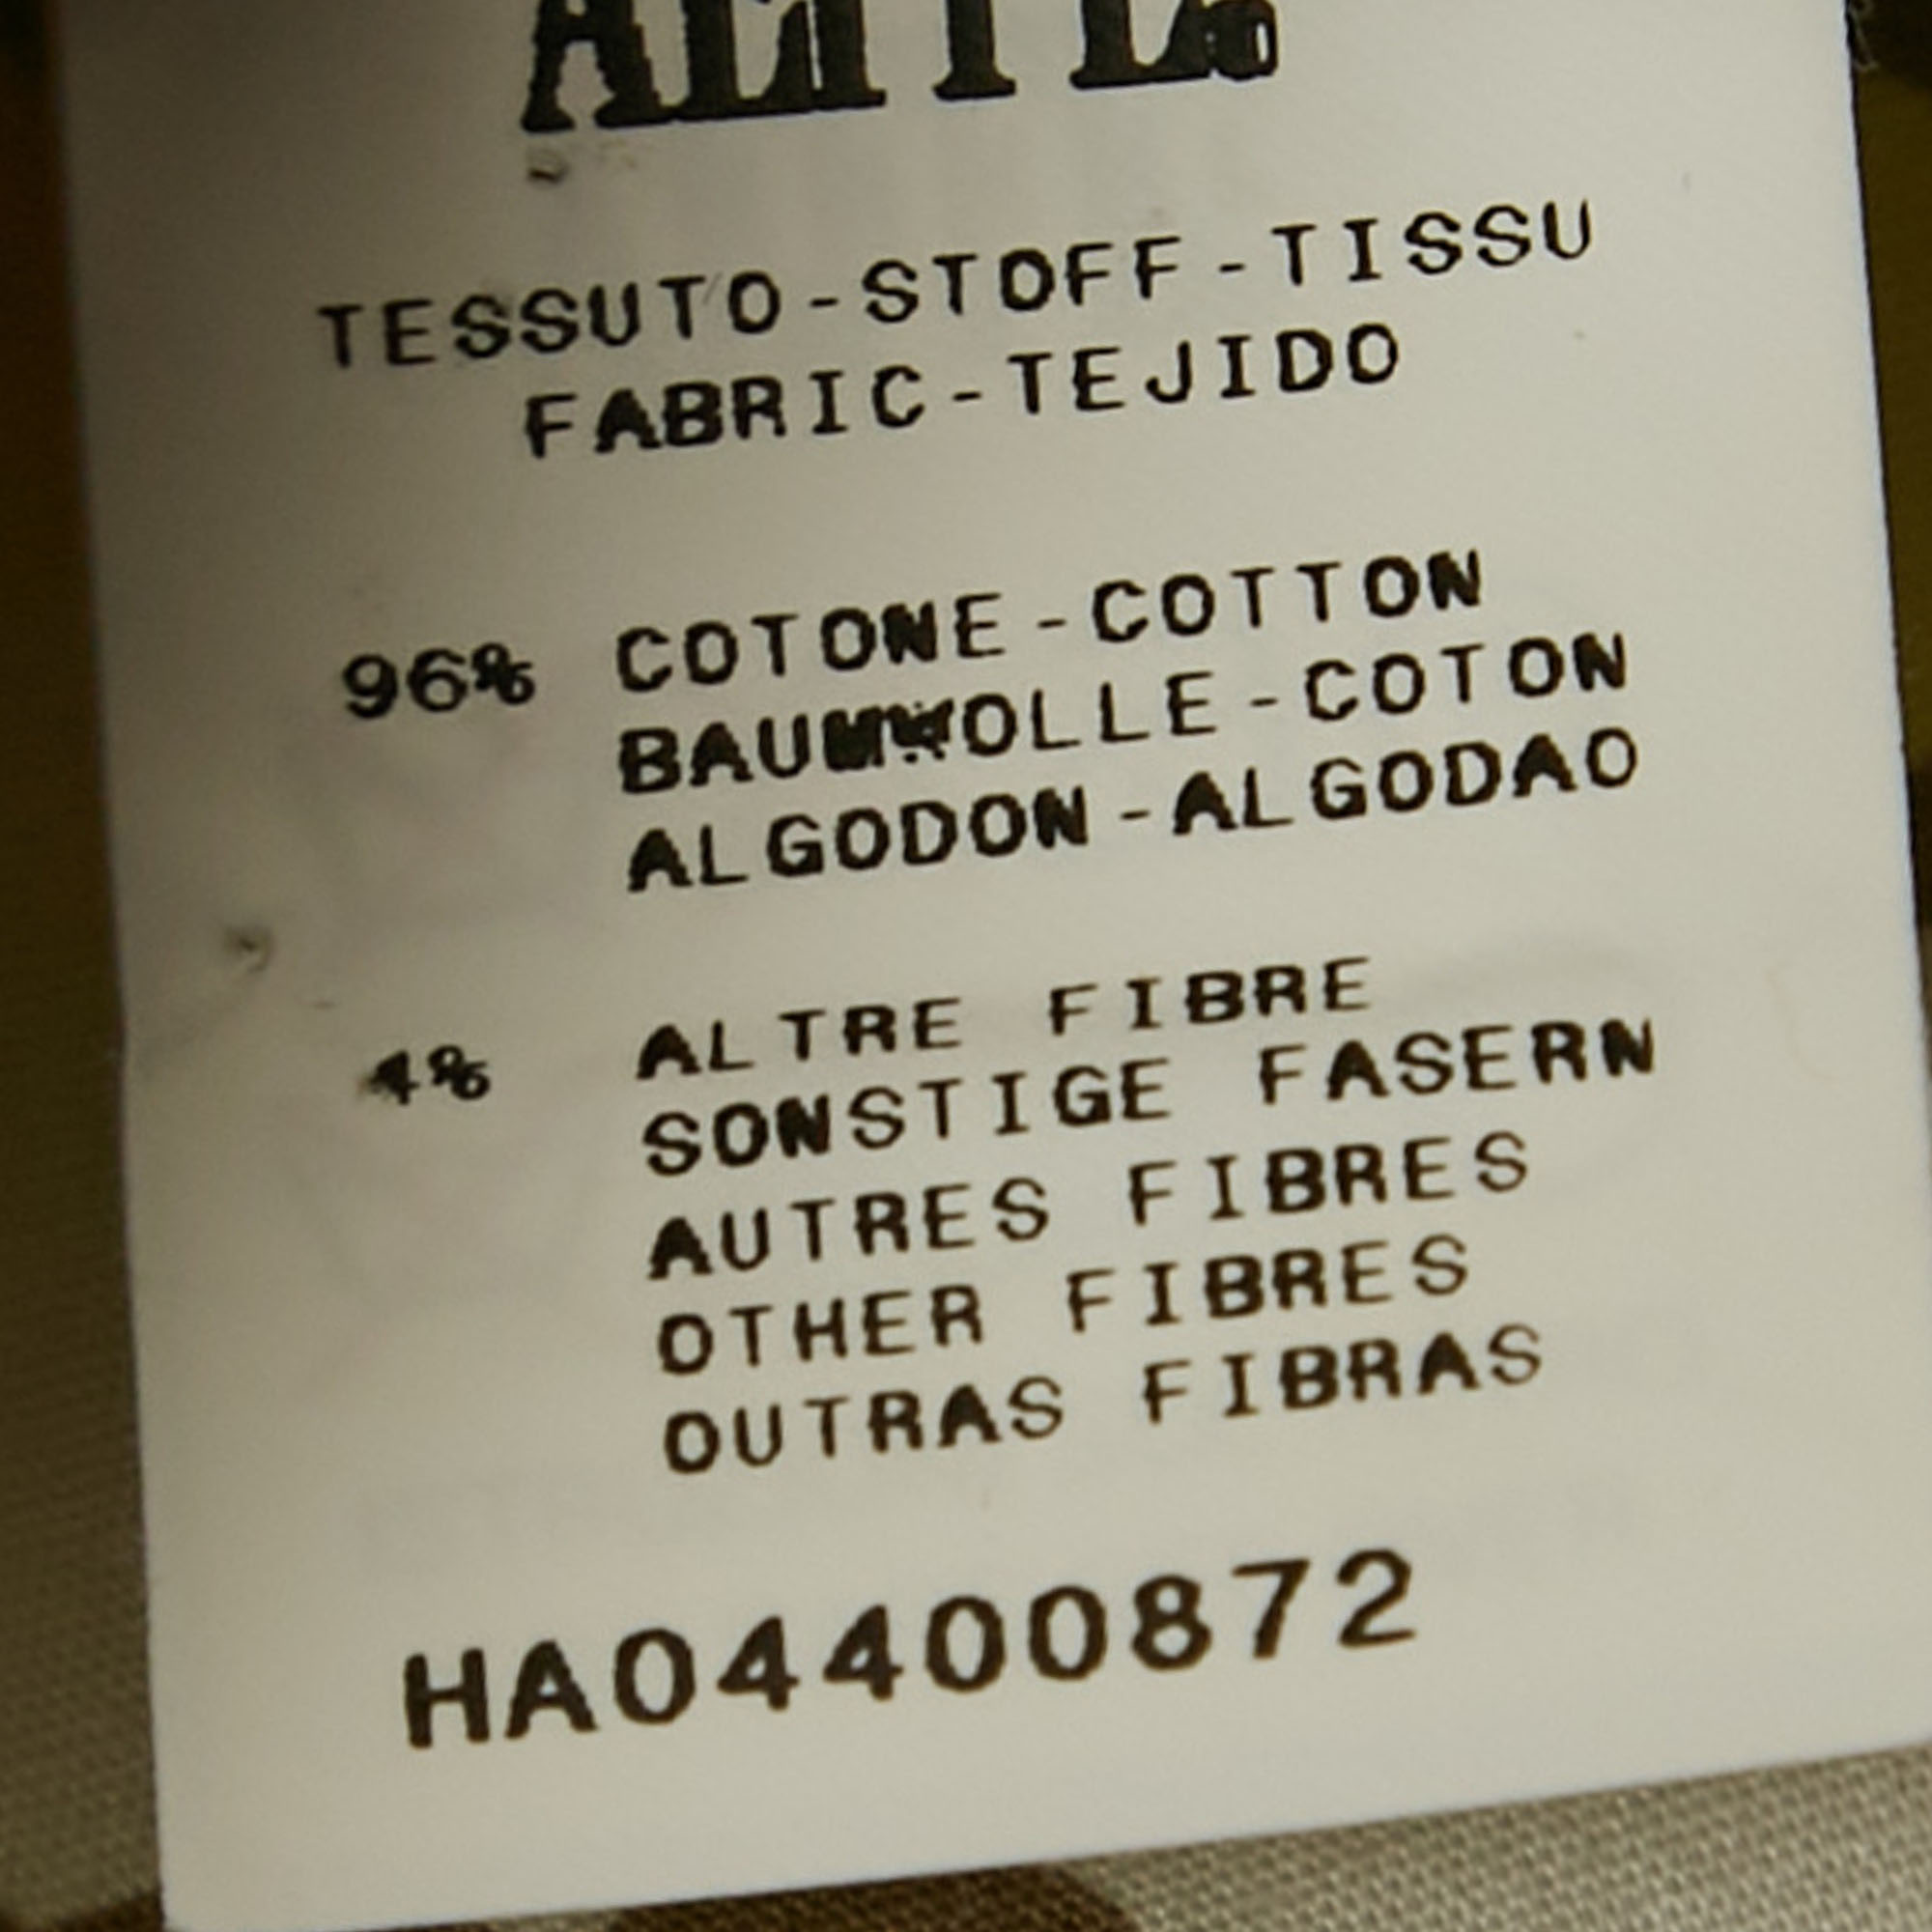 TESSUTO-STOFF-TISSU
FABRIC-TEJIDO
96% COTONE-COTTON
BAUMWOLLE-COTON
ALGODON-ALGODAO
4% ALTRE FIBRE
SONSTIGE FASERN
AUTRES FIBRES
OTHER FIBRES
OUTRAS FIBRAS
HA04400872